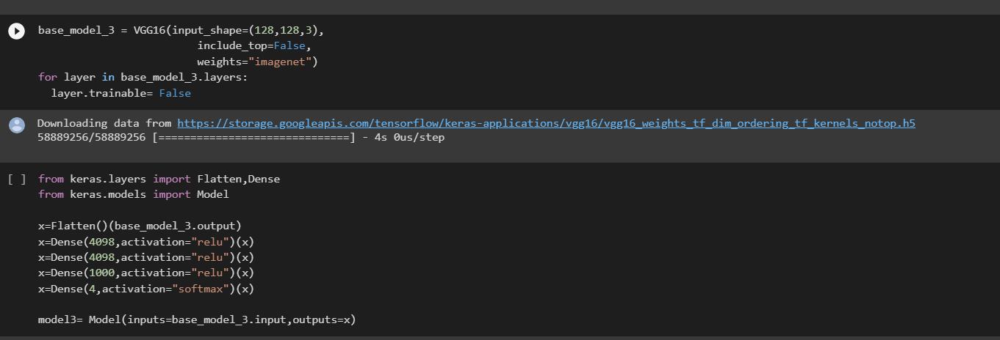 base_model_3 = VGG16(input_shape=(128,128,3),
include_top=False,
weights="imagenet")
for layer in base_model_3.layers:
layer.trainable= False
Downloading data from https://storage.googleapis.com/tensorflow/keras-applications/vgg16/vgg16_weights_tf_dim_ordering_tf_kernels_notop.h5
58889256/58889256 [==============================] - 4s 0us/step
[ ] from keras.layers import Flatten,Dense
from keras.models import Model
x=Flatten()(base_model_3.output)
x=Dense(4098,activation="relu")(x)
x=Dense(4098,activation="relu")(x)
x=Dense(1000,activation="relu")(x)
x=Dense(4,activation="softmax")(x)
model3= Model(inputs=base_model_3.input,outputs=x)